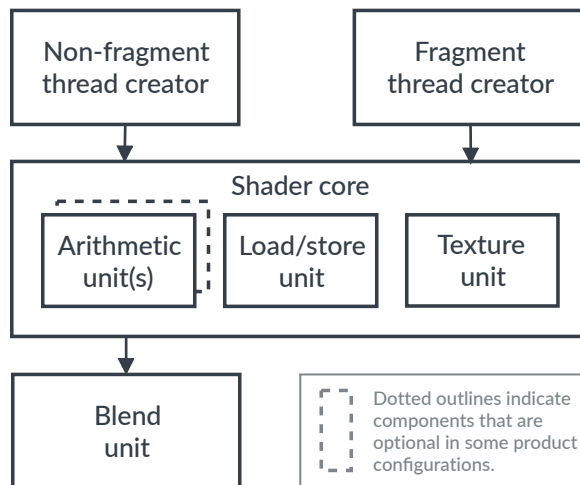 Non-fragment
thread creator
Fragment
thread creator
Shader core
Arithmetic
unit(s)
Load/store
unit
Texture
unit
Blend
unit
Dotted outlines indicate
components that are
optional in some product
configurations.